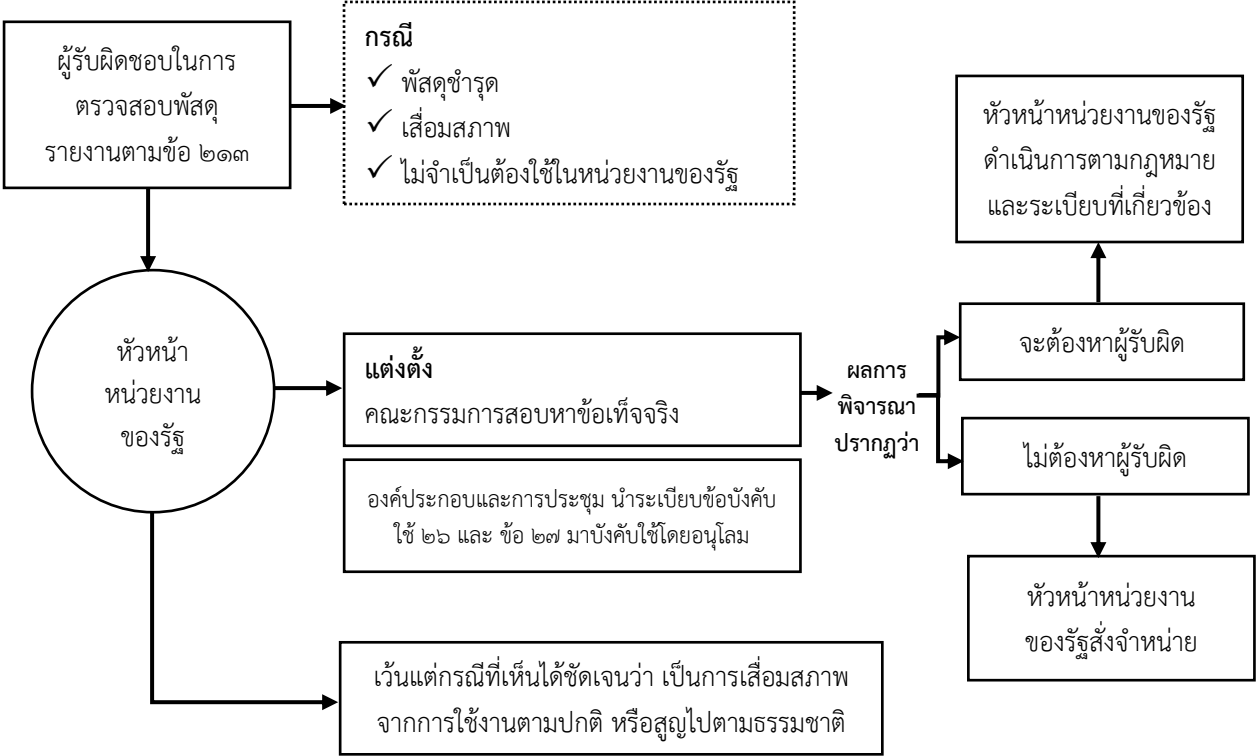 ผู้รับผิดชอบในการ
ตรวจสอบพัสดุ
รายงานตามข้อ ๒๑๓
กรณี
✓ พัสดุชำรุด
✓ เสื่อมสภาพ
✓ ไม่จำเป็นต้องใช้ในหน่วยงานของรัฐ
หัวหน้า
หน่วยงาน
ของรัฐ
แต่งตั้ง
คณะกรรมการสอบหาข้อเท็จจริง
องค์ประกอบและการประชุม นำระเบียบข้อบังคับ
ใช้ ๒๖ และ ข้อ ๒๗ มาบังคับใช้โดยอนุโลม
ผลการ
พิจารณา
ปรากฏว่า
จะต้องหาผู้รับผิด
หัวหน้าหน่วยงานของรัฐ
ดำเนินการตามกฎหมาย
และระเบียบที่เกี่ยวข้อง
ไม่ต้องหาผู้รับผิด
หัวหน้าหน่วยงาน
ของรัฐสั่งจำหน่าย
เว้นแต่กรณีที่เห็นได้ชัดเจนว่า เป็นการเสื่อมสภาพ
จากการใช้งานตามปกติ หรือสูญไปตามธรรมชาติ